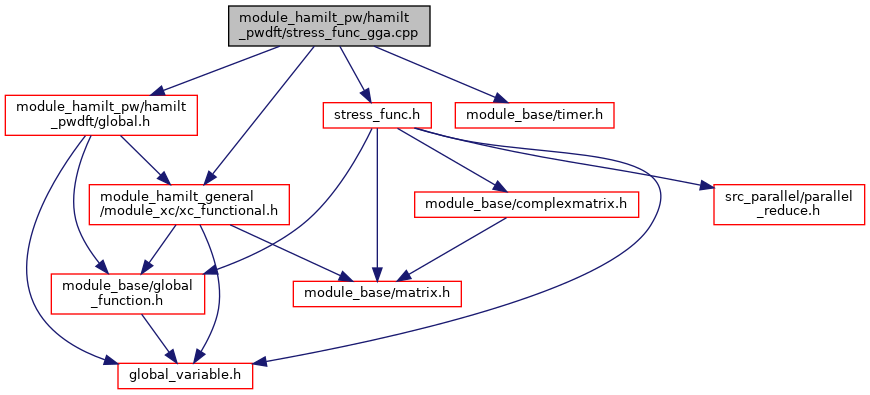 module_hamilt_pw/hamilt
_pwdft/stress_func_gga.cpp
module_hamilt_pw/hamilt
_pwdft/global.h
stress_func.h
module_base/timer.h
module_hamilt_general
/module_xc/xc_functional.h
module_base/complexmatrix.h
src_parallel/parallel
_reduce.h
module_base/global
_function.h
module_base/matrix.h
global_variable.h